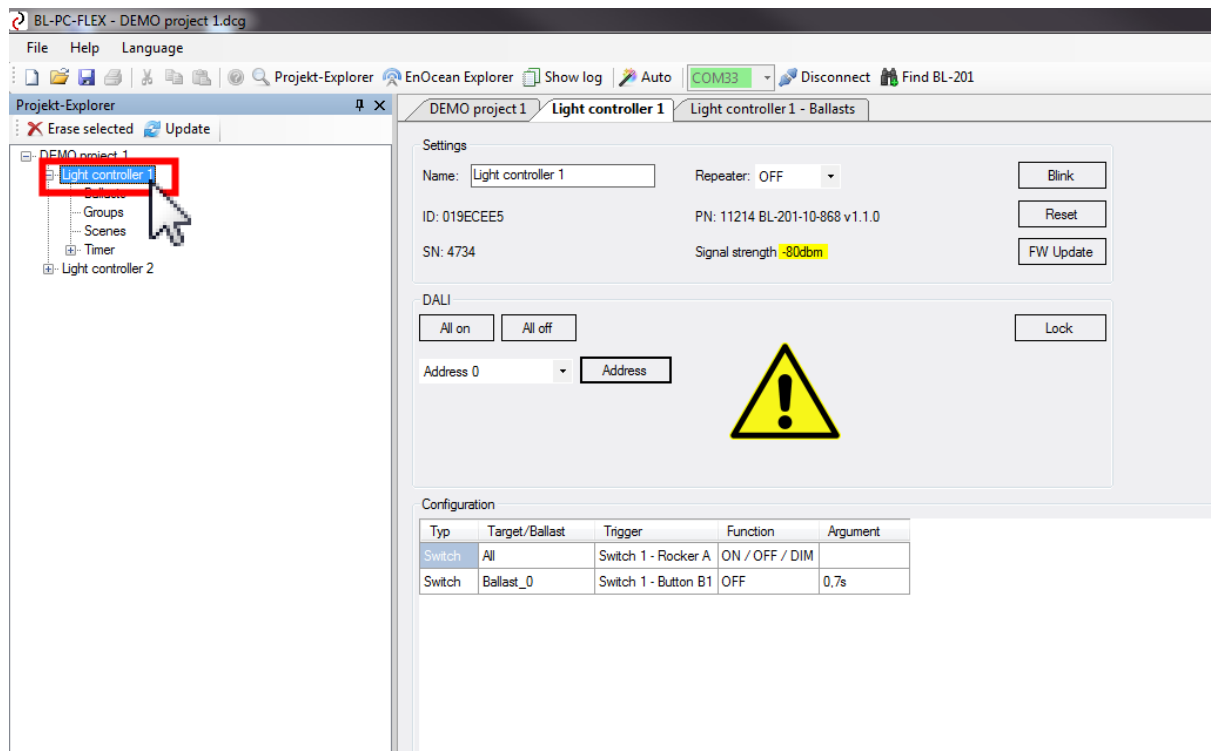 BL-PC-FLEX - DEMO project 1.dcg
File Help Language
Projekt-Explorer EnOcean Explorer Show log Auto COM33 Disconnect Find BL-201
Projekt-Explorer
Erase selected Update
DEMO project 1
Light controller 1
Ballasts
Groups
Scenes
Timer
Light controller 2
DEMO project 1 Light controller 1 Light controller 1 - Ballasts
Settings
Name: Light controller 1 Repeater: OFF Blink
ID: 019ECEE5 PN: 11214 BL-201-10-868 v1.1.0 Reset
SN: 4734 Signal strength -80dbm FW Update
DALI
All on All off Lock
Address 0 Address
Configuration
Typ Target/Ballast Trigger Function Argument
Switch All Switch 1 - Rocker A ON / OFF / DIM
Switch Ballast_0 Switch 1 - Button B1 OFF 0,7s